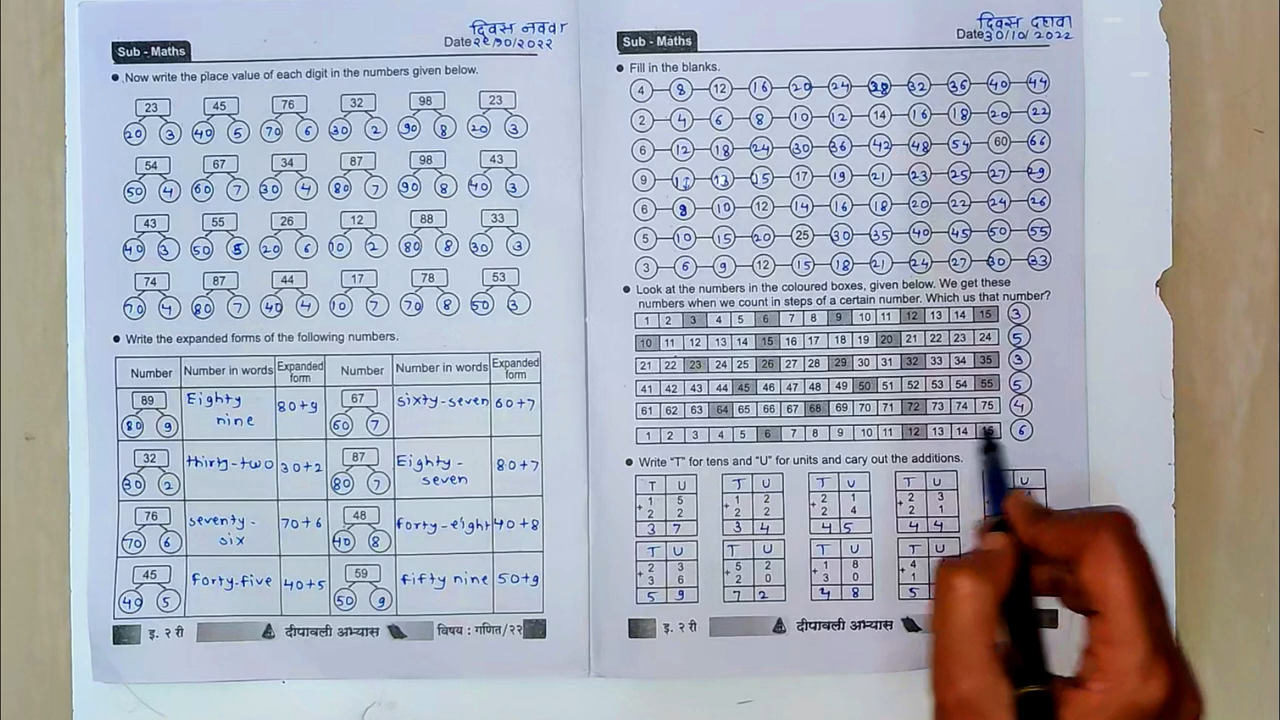 दिवस नववा
Sub - Maths
Date २९/१०/२०२२
Now write the place value of each digit in the numbers given below.
23 45 76 32 98 23
20 3 40 5 70 6 30 2 90 8 20 3
54 67 34 87 98 43
50 4 60 7 30 4 80 7 90 8 40 3
43 55 26 12 88 33
40 3 50 5 20 6 10 2 80 8 30 3
74 87 44 17 78 53
70 4 80 7 40 4 10 7 70 8 50 3
Write the expanded forms of the following numbers.
Number Number in words Expanded form Number Number in words Expanded form
89 Eighty nine 80+9 67 sixty-seven 60+7
80 9 60 7
32 thirty-two 30+2 87 Eighty-seven 80+7
30 2 80 7
76 seventy-six 70+6 48 forty-eight 40+8
70 6 40 8
45 forty-five 40+5 59 fifty nine 50+9
40 5 50 9
इ. २ री दीपावली अभ्यास विषय : गणित/२२
दिवस दहावा
Sub - Maths
Date 30/10/2022
Fill in the blanks.
4 8 12 16 20 24 28 32 36 40 44
2 4 6 8 10 12 14 16 18 20 22
6 12 18 24 30 36 42 48 54 60 66
9 11 13 15 17 19 21 23 25 27 29
6 8 10 12 14 16 18 20 22 24 26
5 10 15 20 25 30 35 40 45 50 55
3 6 9 12 15 18 21 24 27 30 33
Look at the numbers in the coloured boxes, given below. We get these
numbers when we count in steps of a certain number. Which us that number?
1 2 3 4 5 6 7 8 9 10 11 12 13 14 15 3
10 11 12 13 14 15 16 17 18 19 20 21 22 23 24 5
21 22 23 24 25 26 27 28 29 30 31 32 33 34 35 3
41 42 43 44 45 46 47 48 49 50 51 52 53 54 55 5
61 62 63 64 65 66 67 68 69 70 71 72 73 74 75 4
1 2 3 4 5 6 7 8 9 10 11 12 13 14 15 6
Write "T" for tens and "U" for units and cary out the additions.
T U T U T U T U U
1 5 1 2 2 1 2 3
+ 2 2 + 2 2 + 2 4 + 2 1
3 7 3 4 4 5 4 4
T U T U T U T U
+ 2 3 + 5 2 + 1 8 + 4
3 6 2 0 3 0 1
5 9 7 2 4 8 5
इ. २ री दीपावली अभ्यास